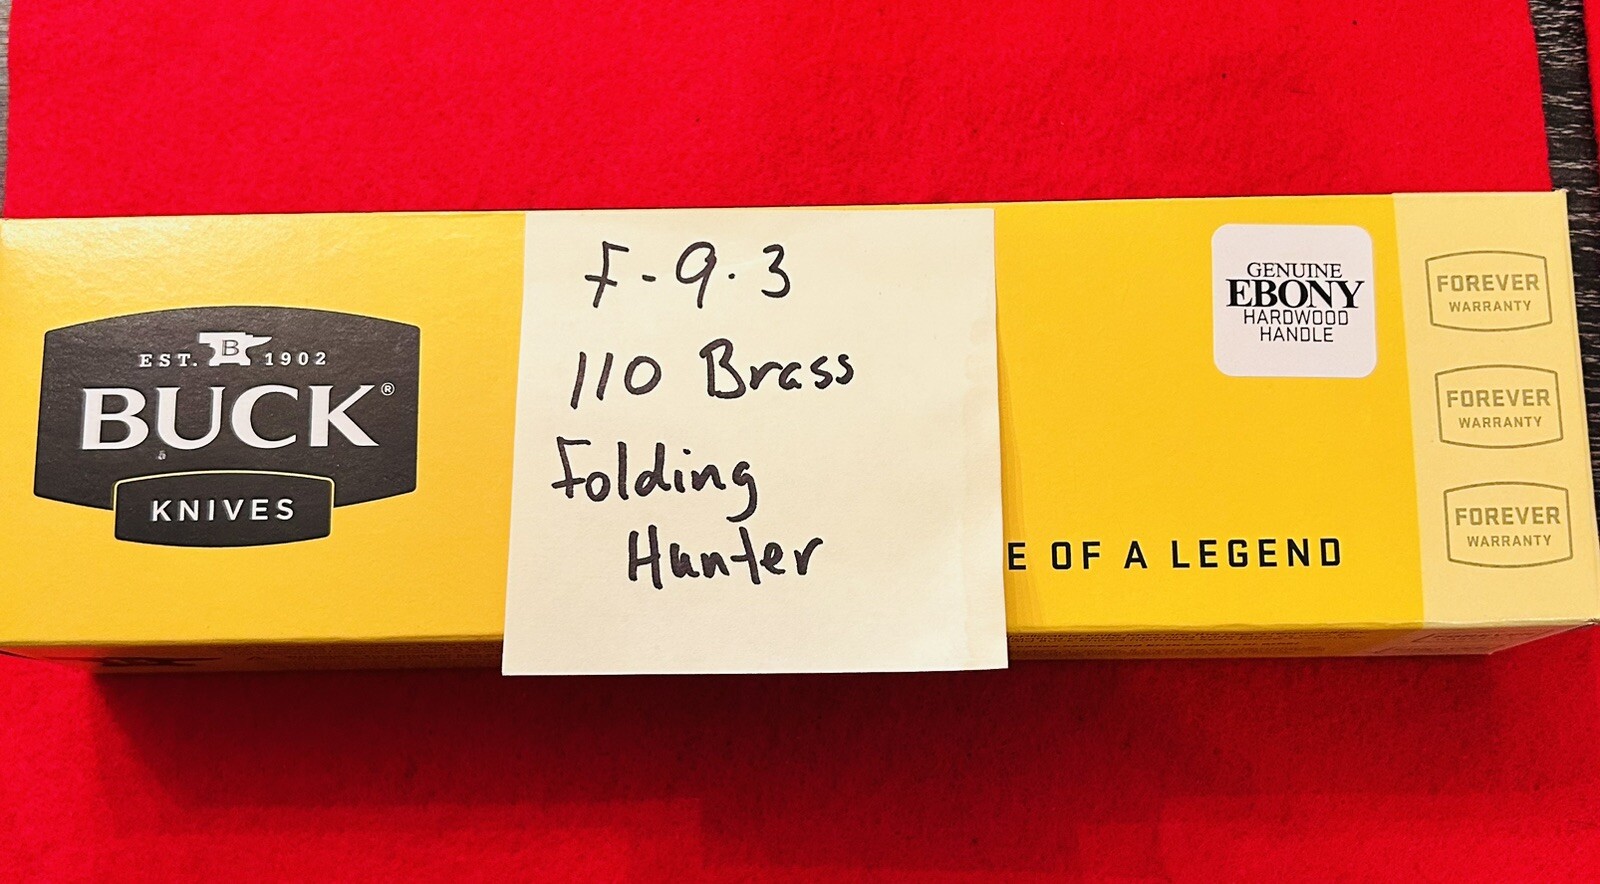 EST. B 1902
BUCK®
KNIVES
F-9.3
110 Brass
Folding
Hunter
GENUINE
EBONY
HARDWOOD
HANDLE
E OF A LEGEND
FOREVER
WARRANTY
FOREVER
WARRANTY
FOREVER
WARRANTY